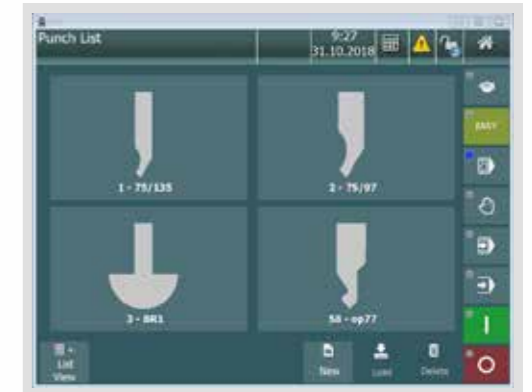 Punch List
9:27
31.10.2018
EASY
1 - 75/135
2 - 75/97
3 - BR1
58 - op77
List
View
New
Load
Delete